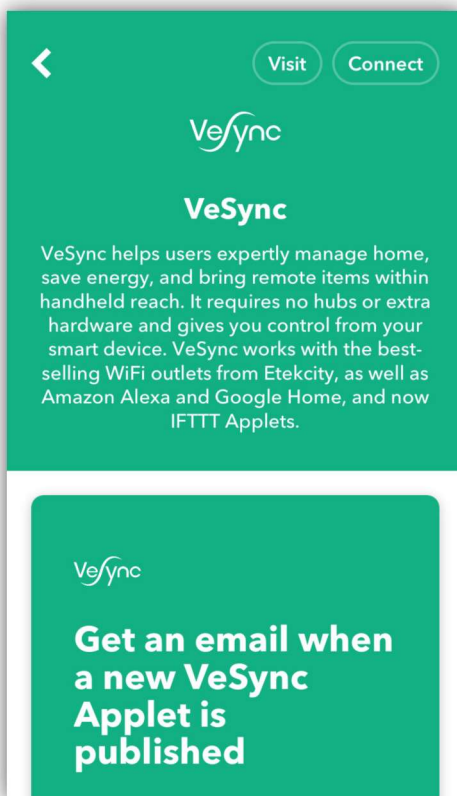 Visit
Connect
VeSync
VeSync
VeSync helps users expertly manage home,
save energy, and bring remote items within
handheld reach. It requires no hubs or extra
hardware and gives you control from your
smart device. VeSync works with the best-
selling WiFi outlets from Etekcity, as well as
Amazon Alexa and Google Home, and now
IFTTT Applets.
VeSync
Get an email when
a new VeSync
Applet is
published